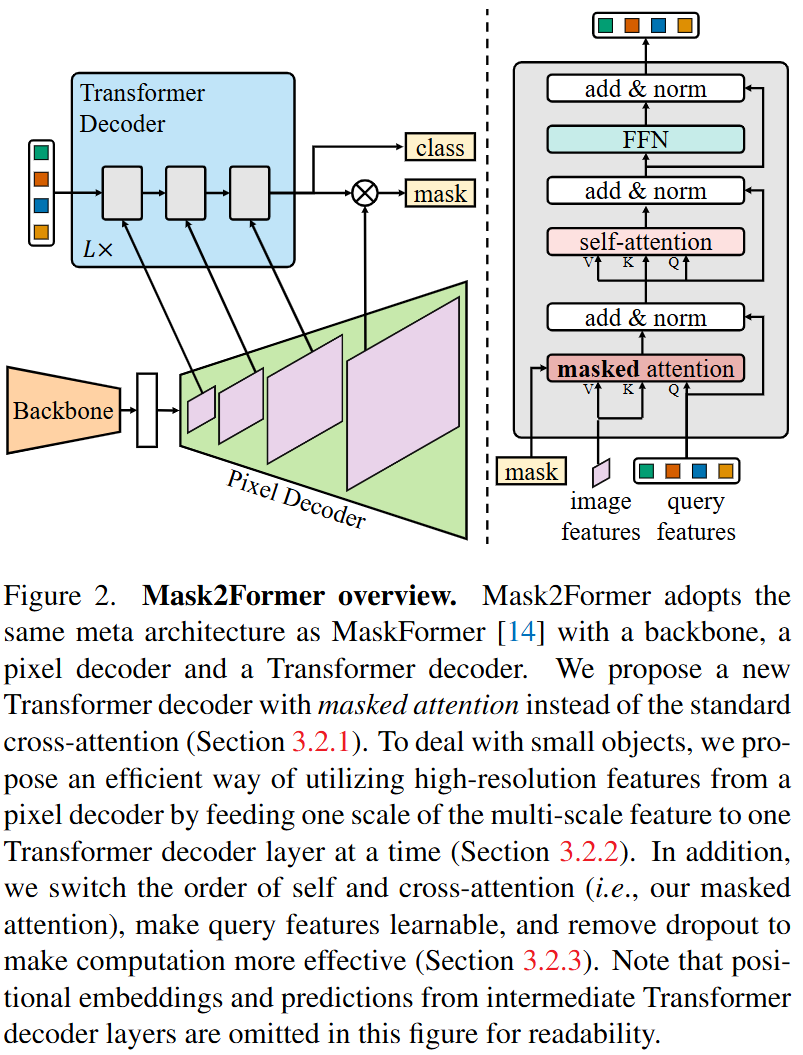 Transformer
Decoder
L×
class
mask
Backbone
Pixel Decoder
add & norm
FFN
add & norm
self-attention
V K Q
add & norm
masked attention
V K Q
mask
image
features
query
features
Figure 2. Mask2Former overview. Mask2Former adopts the
same meta architecture as MaskFormer [14] with a backbone, a
pixel decoder and a Transformer decoder. We propose a new
Transformer decoder with masked attention instead of the standard
cross-attention (Section 3.2.1). To deal with small objects, we pro-
pose an efficient way of utilizing high-resolution features from a
pixel decoder by feeding one scale of the multi-scale feature to one
Transformer decoder layer at a time (Section 3.2.2). In addition,
we switch the order of self and cross-attention (i.e., our masked
attention), make query features learnable, and remove dropout to
make computation more effective (Section 3.2.3). Note that posi-
tional embeddings and predictions from intermediate Transformer
decoder layers are omitted in this figure for readability.